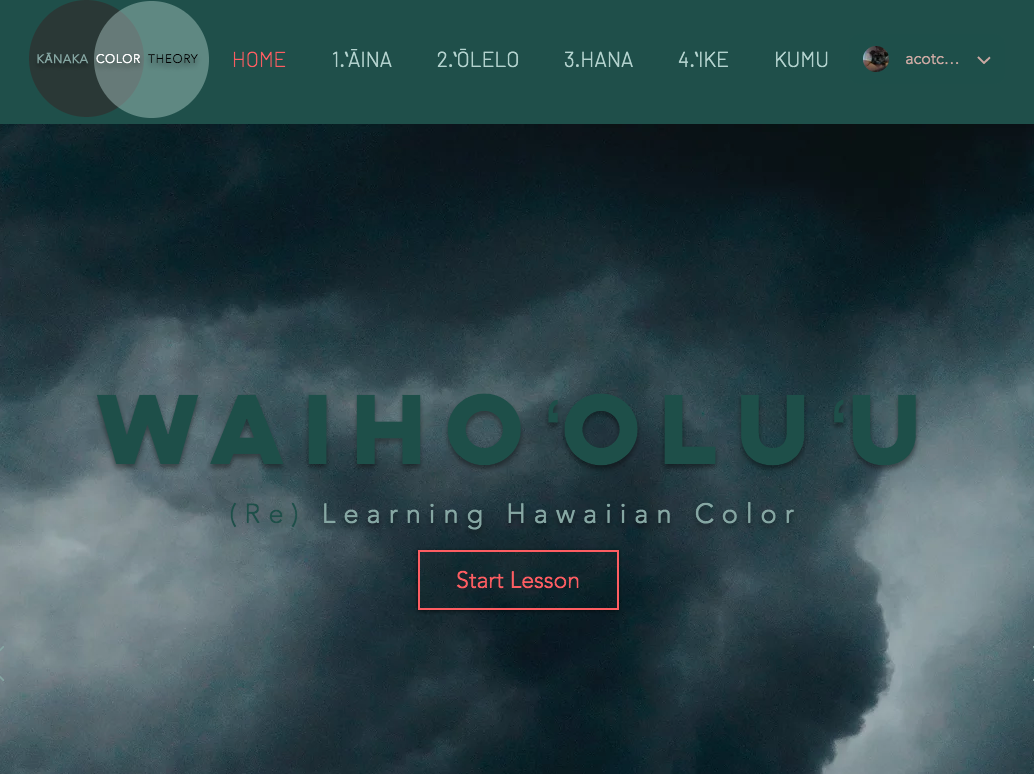 KĀNAKA COLOR THEORY
HOME
1.ʻĀINA
2.ʻŌLELO
3.HANA
4.ʻIKE
KUMU
acotc...
WAIHOʻOLUʻU
(Re) Learning Hawaiian Color
Start Lesson